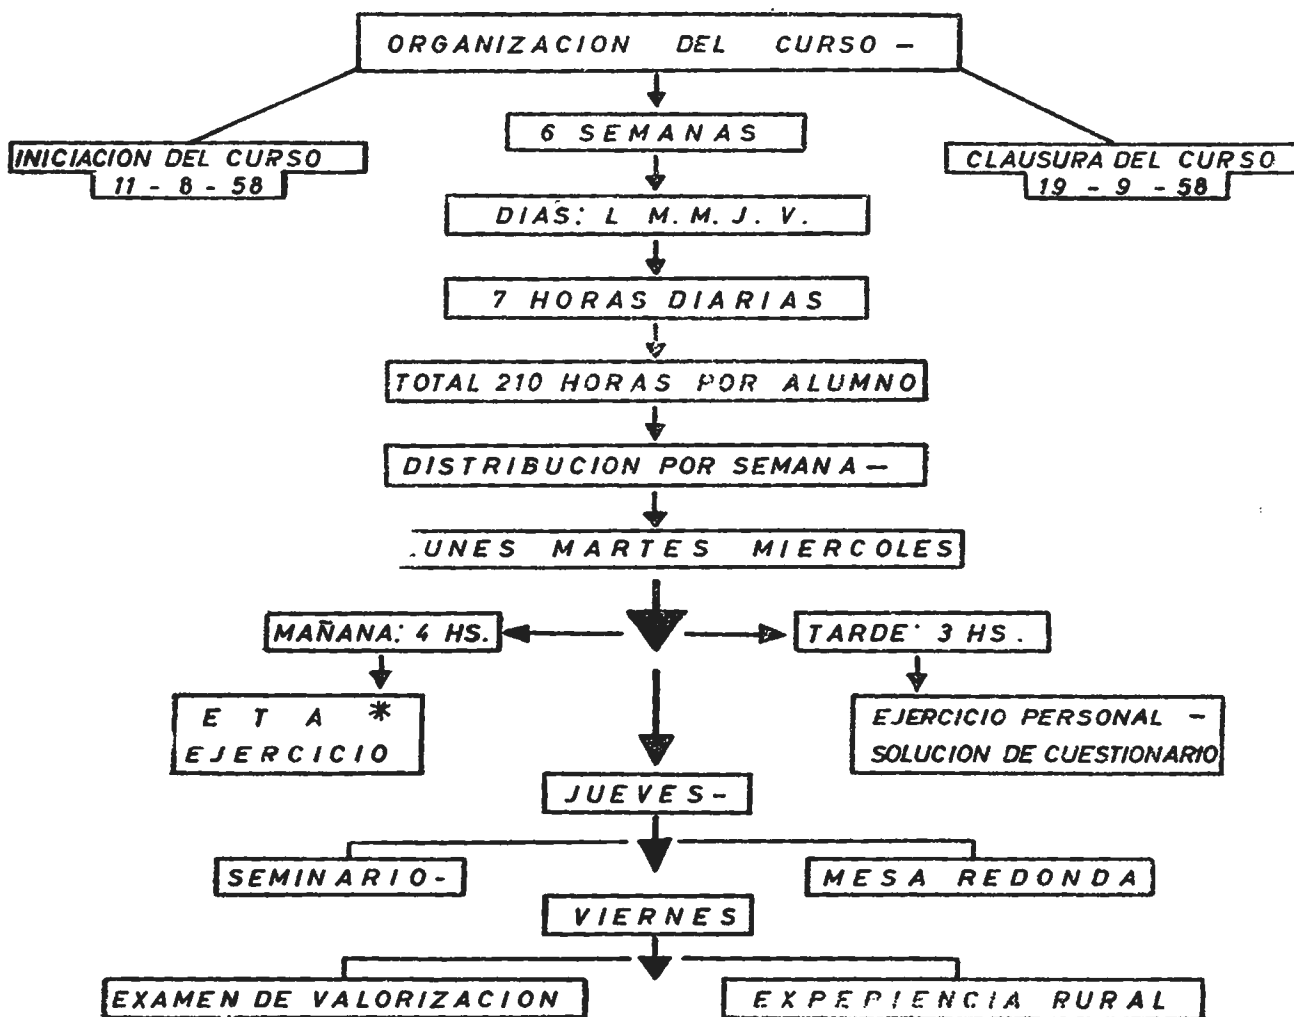 ORGANIZACION DEL CURSO –
6 SEMANAS
INICIACION DEL CURSO
11 - 8 - 58
CLAUSURA DEL CURSO
19 - 9 - 58
DIAS: L M. M. J. V.
7 HORAS DIARIAS
TOTAL 210 HORAS POR ALUMNO
DISTRIBUCION POR SEMANA –
.UNES MARTES MIERCOLES
MAÑANA: 4 HS.
TARDE: 3 HS.
E T A *
EJERCICIO
EJERCICIO PERSONAL –
SOLUCION DE CUESTIONARIO
JUEVES-
SEMINARIO-
MESA REDONDA
VIERNES
EXAMEN DE VALORIZACION
EXPERIENCIA RURAL